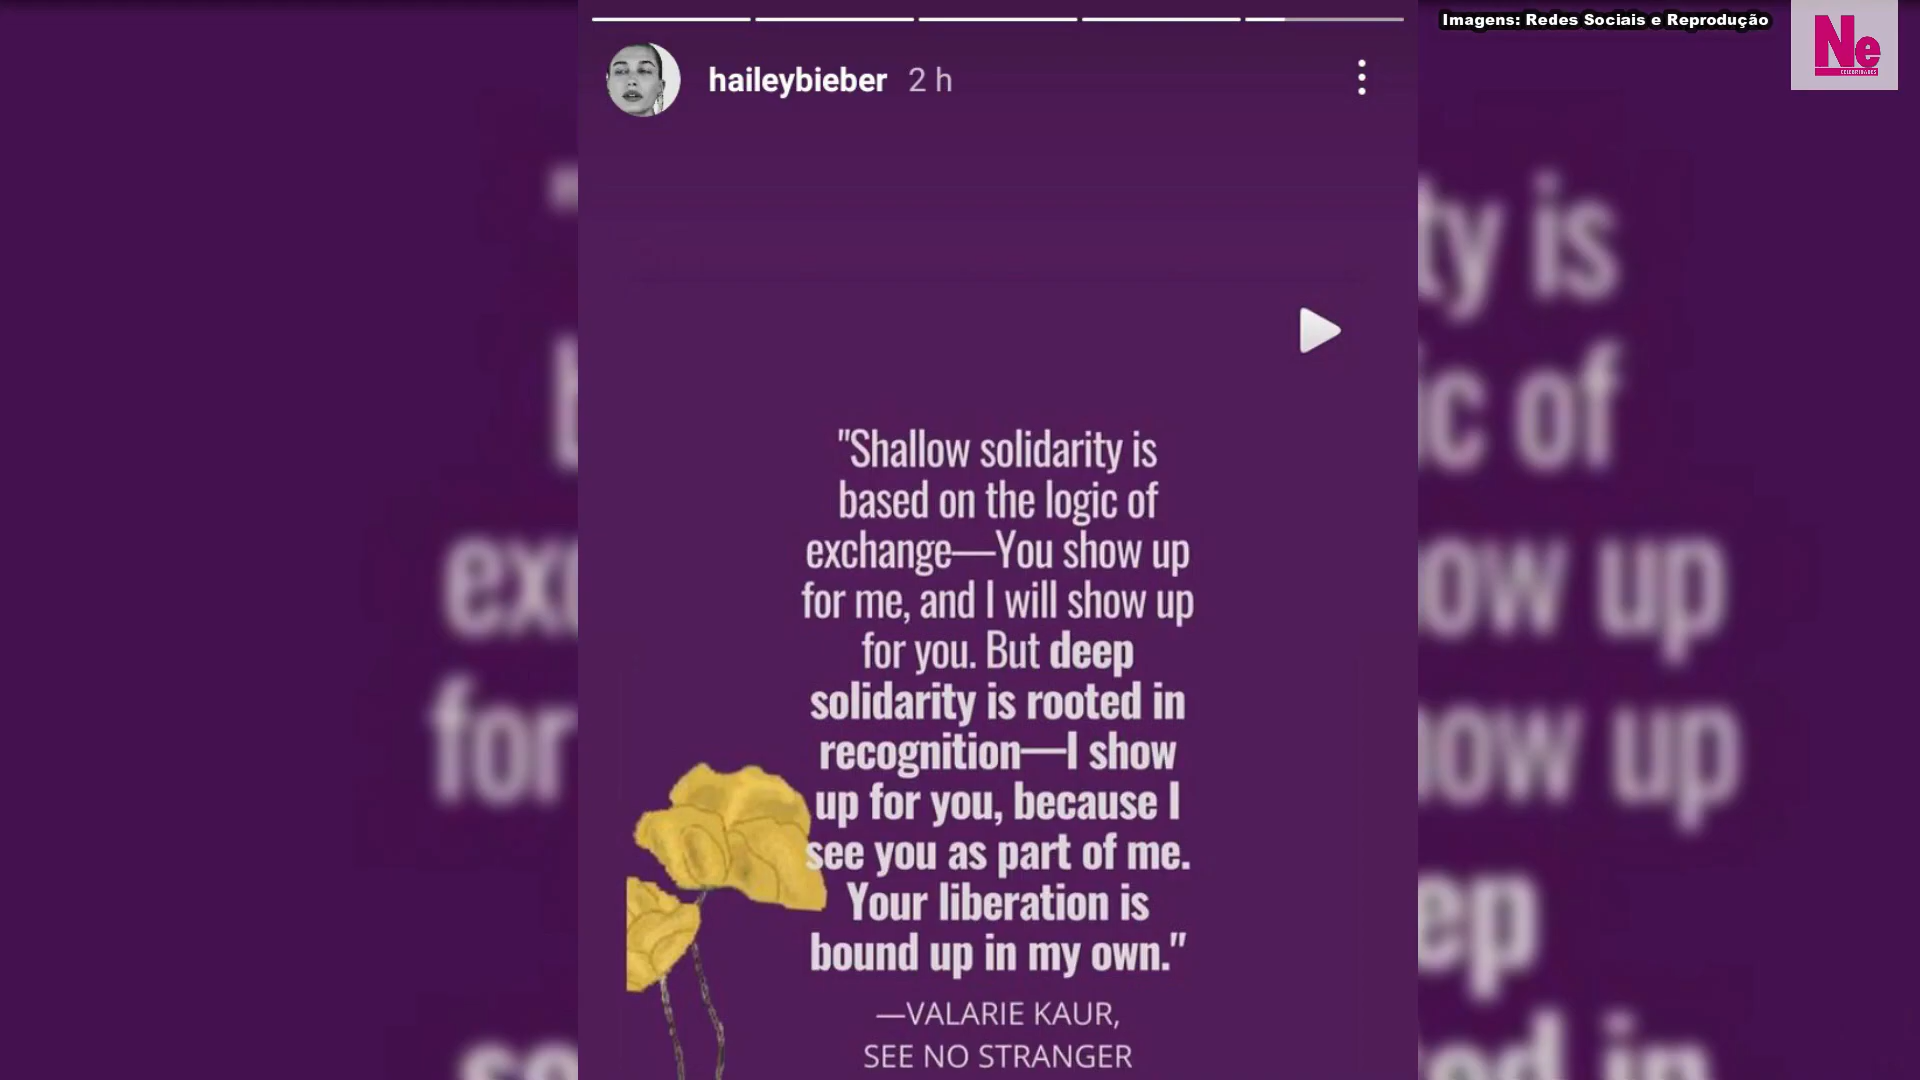 Imagens: Redes Sociais e Reprodução
Ne
CELEBRIDADES
haileybieber 2 h
"Shallow solidarity is
based on the logic of
exchange—You show up
for me, and I will show up
for you. But deep
solidarity is rooted in
recognition—I show
up for you, because I
see you as part of me.
Your liberation is
bound up in my own."
—VALARIE KAUR,
SEE NO STRANGER